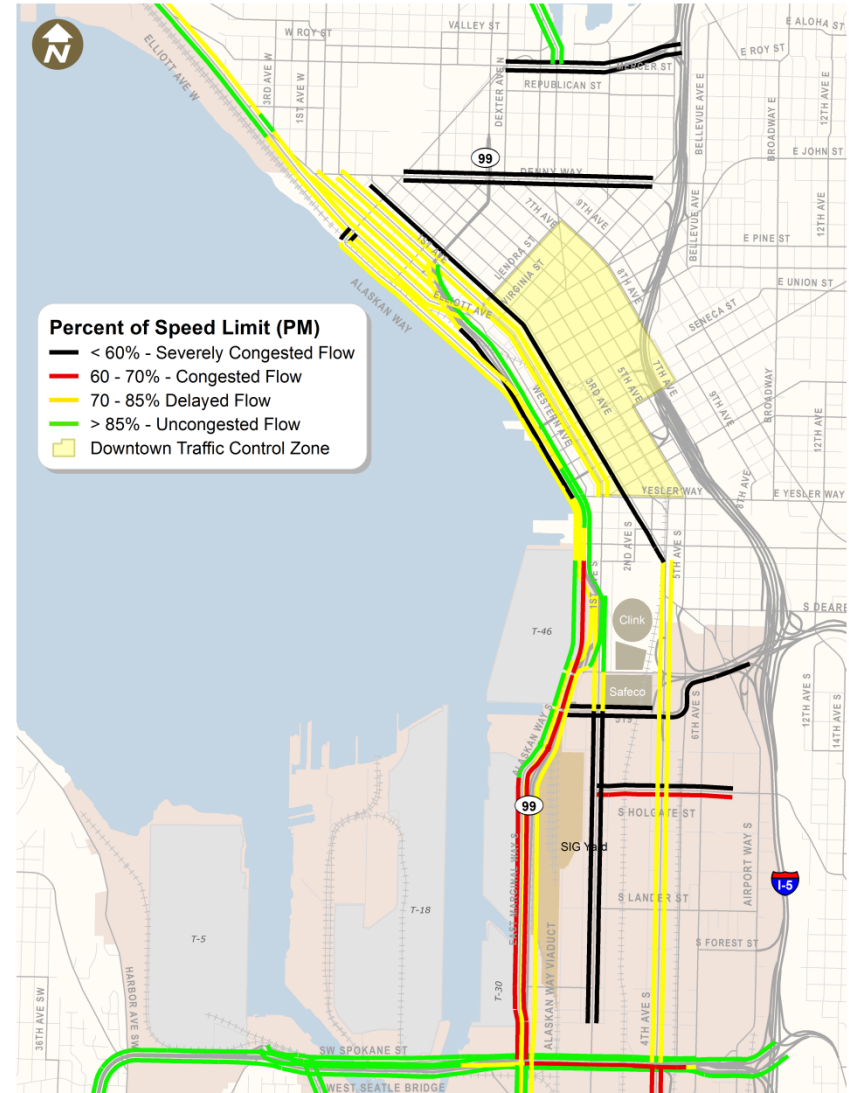 N
W ROY ST
VALLEY ST
E ALOHA ST
E ROY ST
MERCER ST
REPUBLICAN ST
ELLIOTT AVE W
3RD AVE W
1ST AVE W
DEXTER AVE N
BELLEVUE AVE E
BROADWAY E
12TH AVE E
E JOHN ST
99
DENNY WAY
7TH AVE
9TH AVE
BELLEVUE AVE
12TH AVE
E PINE ST
1ST AVE
LENORA ST
VIRGINIA ST
8TH AVE
E UNION ST
ALASKAN WAY
ELLIOTT AVE
SENECA ST
Percent of Speed Limit (PM)
< 60% - Severely Congested Flow
60 - 70% - Congested Flow
70 - 85% Delayed Flow
> 85% - Uncongested Flow
Downtown Traffic Control Zone
WESTERN AVE
3RD AVE
5TH AVE
7TH AVE
9TH AVE
BROADWAY
12TH AVE
YESLER WAY
8TH AVE
E YESLER WAY
1ST AVE S
2ND AVE S
5TH AVE S
T-46
Clink
S DEARB
Safeco
ALASKAN WAY S
6TH AVE S
12TH AVE S
14TH AVE S
99
S HOLGATE ST
SIG Yard
EAST MARGINAL WAY S
AIRPORT WAY S
I-5
S LANDER ST
T-18
T-5
S FOREST ST
T-30
ALASKAN WAY VIADUCT
4TH AVE S
36TH AVE SW
HARBOR AVE SW
SW SPOKANE ST
WEST SEATLE BRIDGE